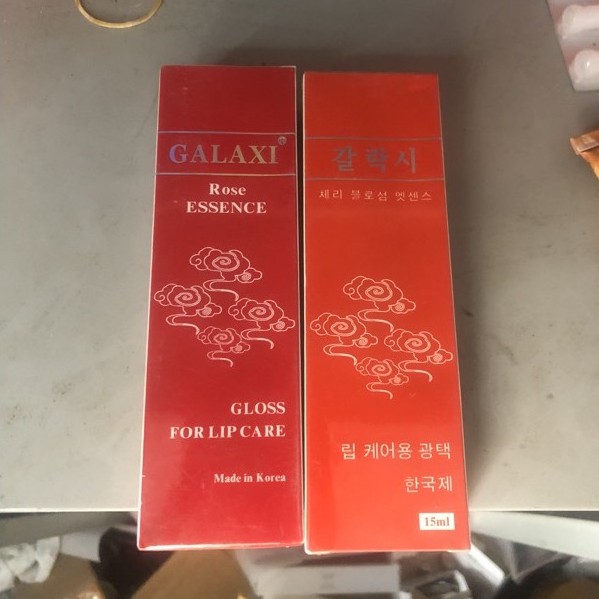 GALAXI®
Rose
ESSENCE
GLOSS
FOR LIP CARE
Made in Korea
갈락시
채리 블로섬 엣센스
립 케어용 광택
한국제
15ml